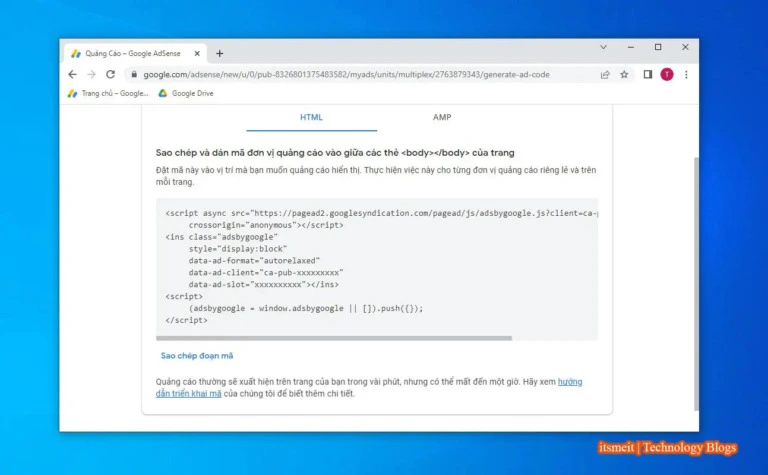 Quảng Cáo – Google AdSense
google.com/adsense/new/u/0/pub-8326801375483582/myads/units/multiplex/2763879343/generate-ad-code
T
Trang chủ – Google...
Google Drive
HTML
AMP
Sao chép và dán mã đơn vị quảng cáo vào giữa các thẻ <body></body> của trang
Đặt mã này vào vị trí mà bạn muốn quảng cáo hiển thị. Thực hiện việc này cho từng đơn vị quảng cáo riêng lẻ và trên
mỗi trang.
<script async src="https://pagead2.googlesyndication.com/pagead/js/adsbygoogle.js?client=ca-p
crossorigin="anonymous"></script>
<ins class="adsbygoogle"
style="display:block"
data-ad-format="autorelaxed"
data-ad-client="ca-pub-xxxxxxxxx"
data-ad-slot="xxxxxxxxxx"></ins>
<script>
(adsbygoogle = window.adsbygoogle || []).push({});
</script>
Sao chép đoạn mã
Quảng cáo thường sẽ xuất hiện trên trang của bạn trong vài phút, nhưng có thể mất đến một giờ. Hãy xem hướng
dẫn triển khai mã của chúng tôi để biết thêm chi tiết.
itsmeit | Technology Blogs